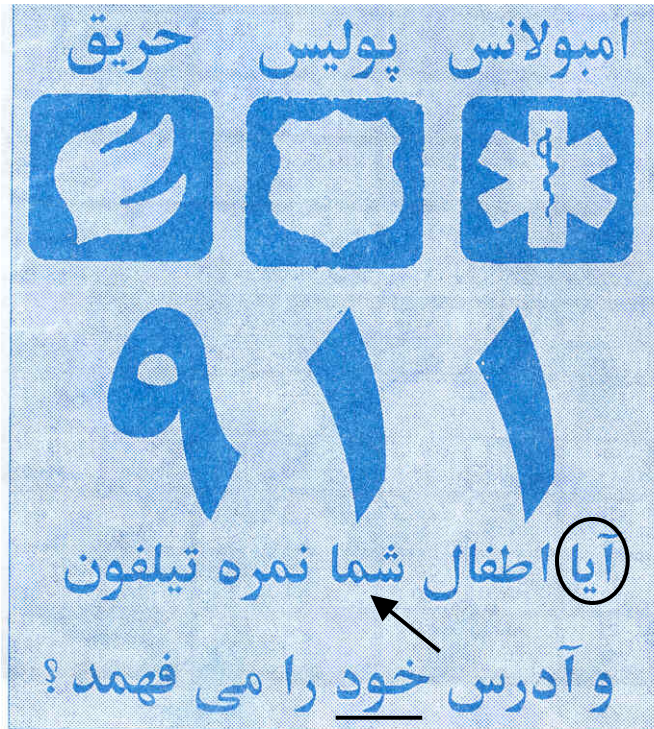 امبولانس پولیس حریق
۹۱۱
آیا اطفال شما نمره تیلفون
و آدرس خود را می فهمد؟